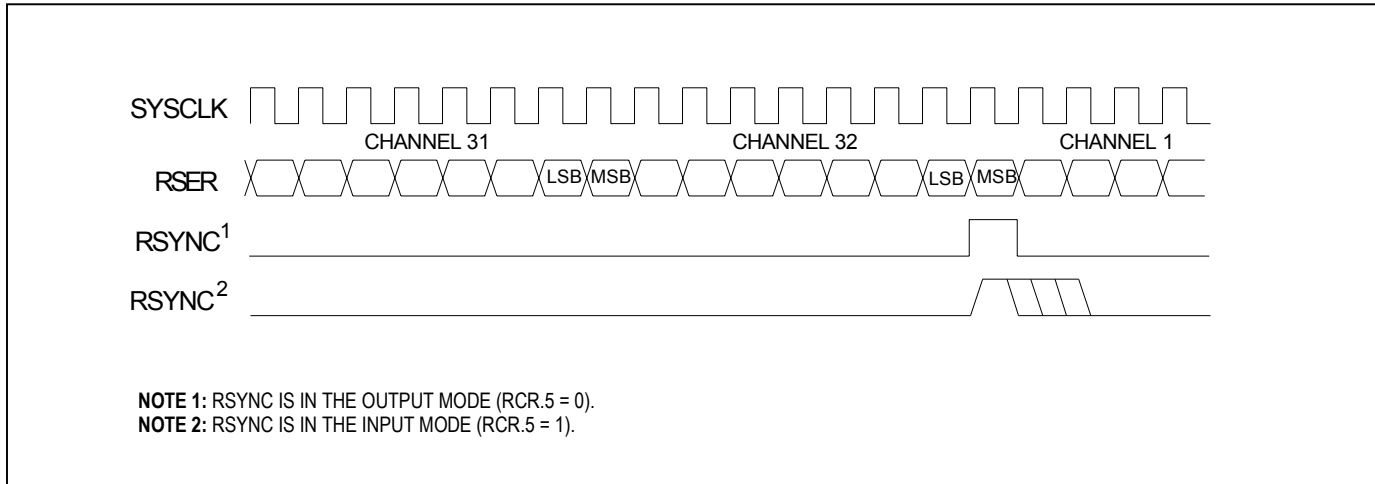 SYSCLK
CHANNEL 31 CHANNEL 32 CHANNEL 1
RSER LSB MSB LSB MSB
RSYNC1
RSYNC2
NOTE 1: RSYNC IS IN THE OUTPUT MODE (RCR.5 = 0).
NOTE 2: RSYNC IS IN THE INPUT MODE (RCR.5 = 1).